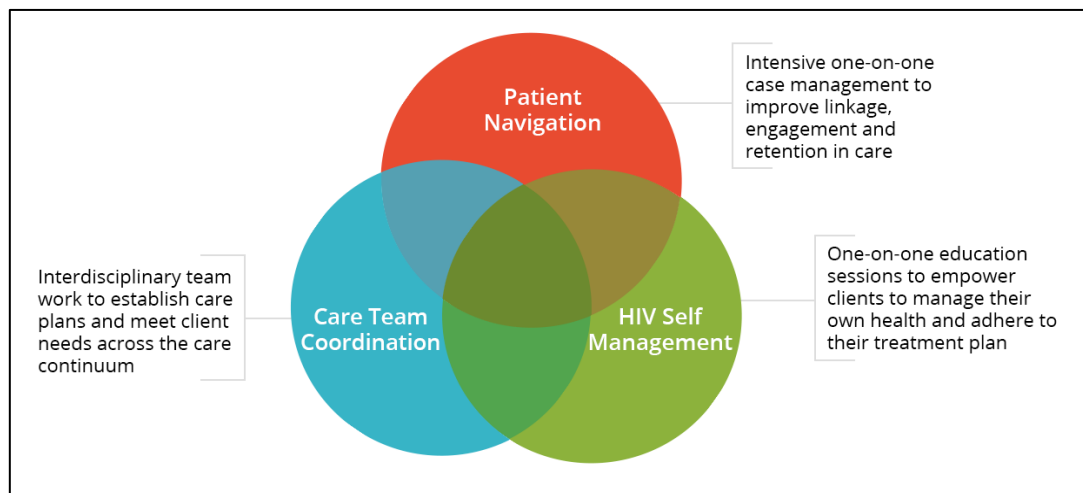 Patient
Navigation
Intensive one-on-one
case management to
improve linkage,
engagement and
retention in care
Interdisciplinary team
work to establish care
plans and meet client
needs across the care
continuum
Care Team
Coordination
HIV Self
Management
One-on-one education
sessions to empower
clients to manage their
own health and adhere to
their treatment plan